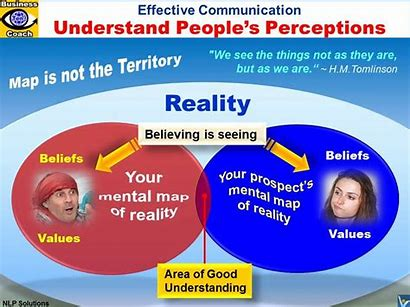 Business
Coach
Effective Communication
Understand People's Perceptions
Map is not the Territory
"We see the things not as they are,
but as we are." ~ H.M.Tomlinson
Reality
Believing is seeing
Beliefs
Your
mental map
of reality
Values
Beliefs
Your prospect's
mental map
of reality
Values
Area of Good
Understanding
NLP Solutions